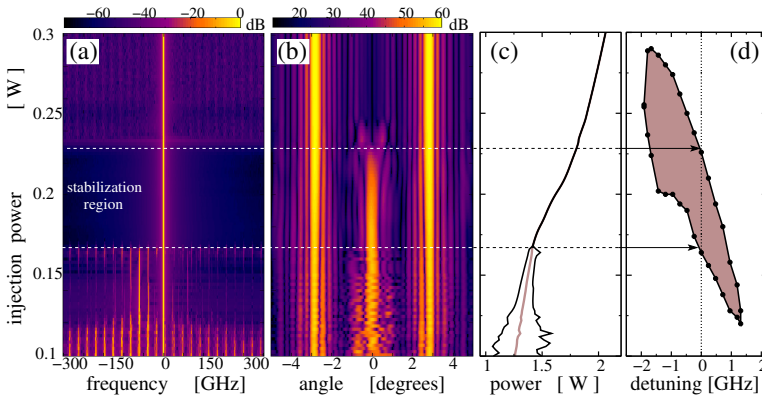 −60 −40 −20 0 dB
20 30 40 50 60 dB
(a) (b) (c) (d)
0.3
0.25
0.2
0.15
0.1
injection power [ W ]
stabilization
region
−300 −150 0 150 300
frequency [GHz]
−4 −2 0 2 4
angle [degrees]
1 1.5 2
power [ W ]
−2 −1 0 1 2
detuning [GHz]